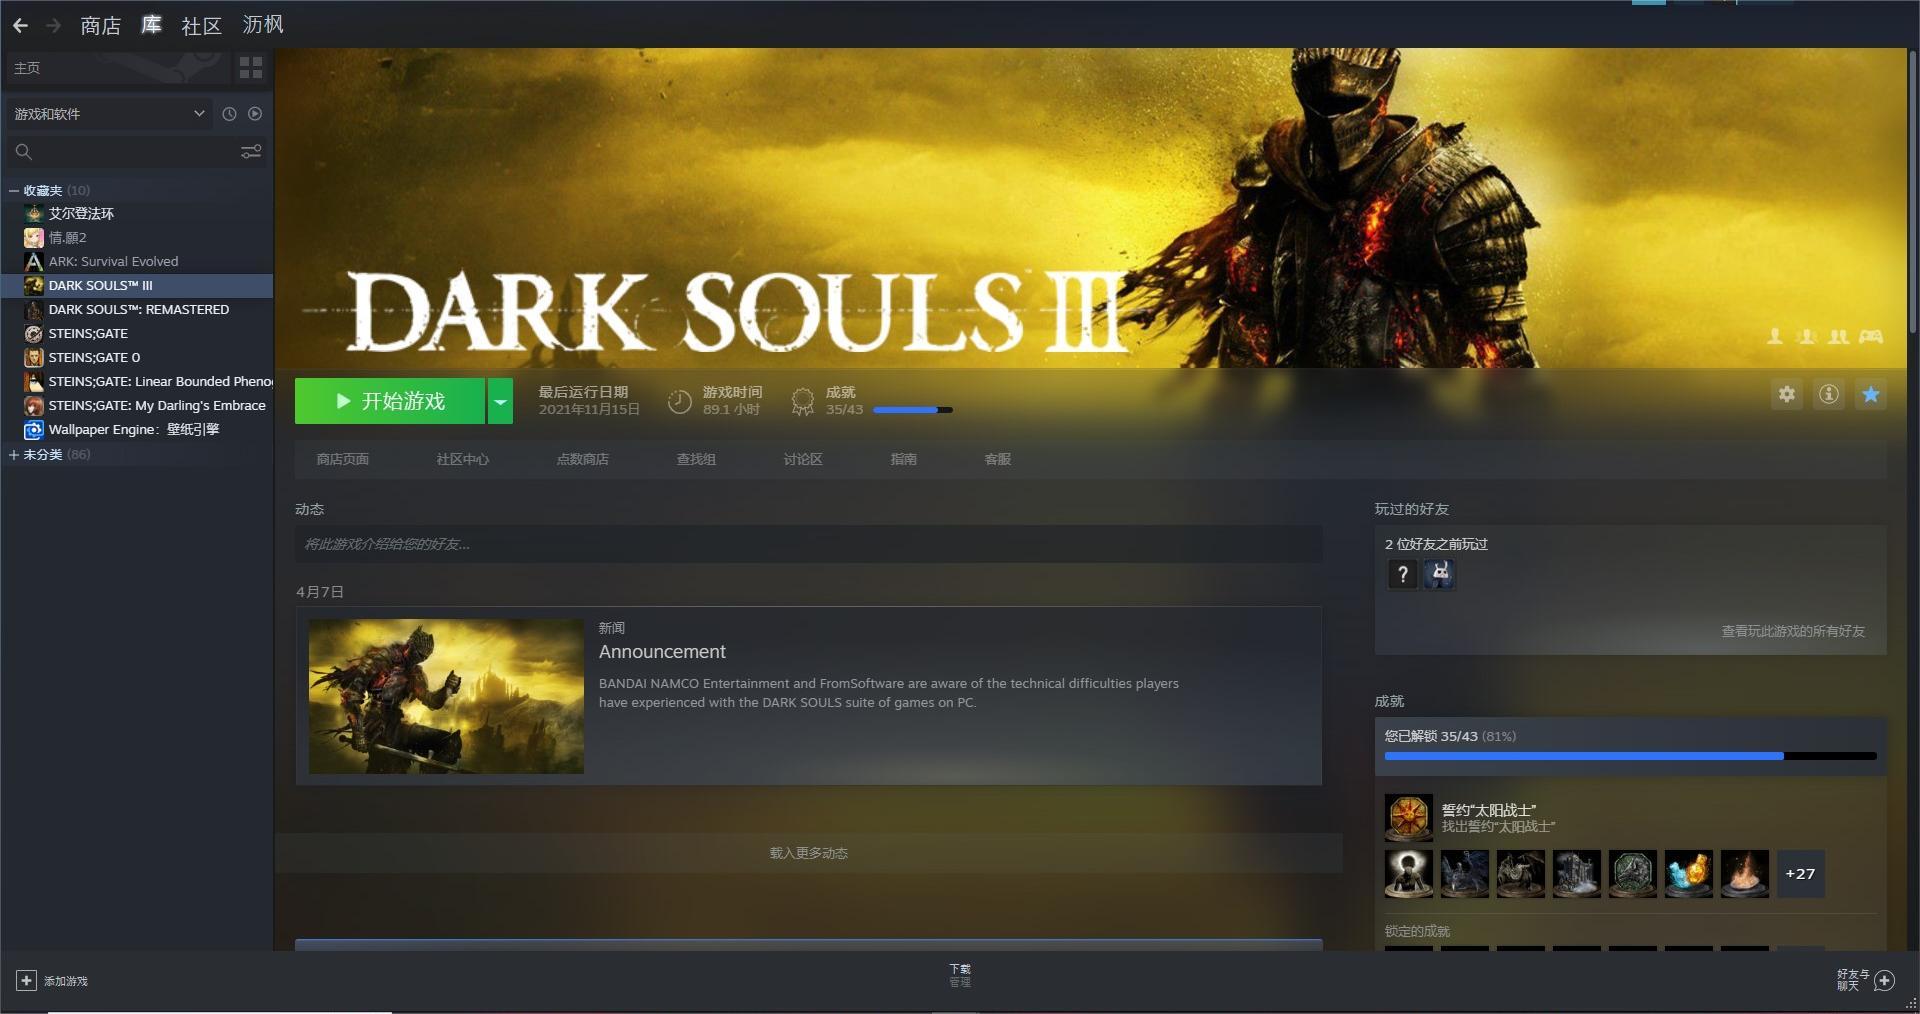 商店 库 社区 沥枫
主页
游戏和软件
收藏夹 (10)
艾尔登法环
情.願2
ARK: Survival Evolved
DARK SOULS™ III
DARK SOULS™: REMASTERED
STEINS;GATE
STEINS;GATE 0
STEINS;GATE: Linear Bounded Pheno
STEINS;GATE: My Darling's Embrace
Wallpaper Engine：壁纸引擎
未分类 (86)
DARK SOULS III
开始游戏
最后运行日期
2021年11月15日
游戏时间
89.1 小时
成就
35/43
商店页面 社区中心 点数商店 查找组 讨论区 指南 客服
动态
将此游戏介绍给您的好友...
4月7日
新闻
Announcement
BANDAI NAMCO Entertainment and FromSoftware are aware of the technical difficulties players
have experienced with the DARK SOULS suite of games on PC.
载入更多动态
玩过的好友
2 位好友之前玩过
?
查看玩此游戏的所有好友
成就
您已解锁 35/43 (81%)
誓约“太阳战士”
找出誓约“太阳战士”
+27
锁定的成就
添加游戏
下载
管理
好友与
聊天